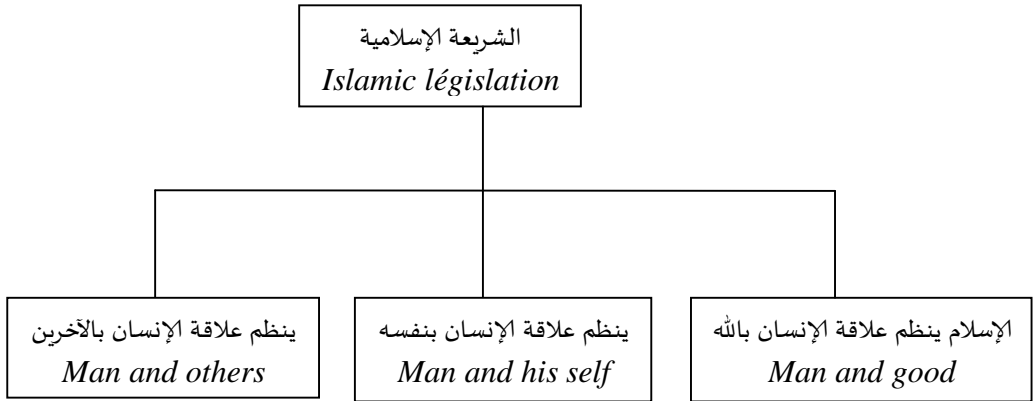 الشريعة الإسلامية
Islamic législation
الإسلام ينظم علاقة الإنسان بالله
Man and good
ينظم علاقة الإنسان بنفسه
Man and his self
ينظم علاقة الإنسان بالآخرين
Man and others